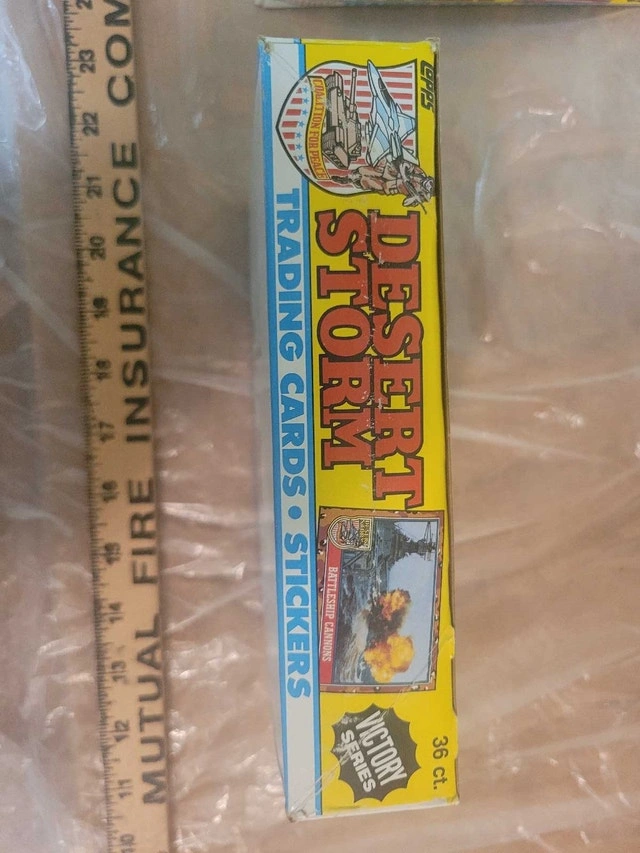 Topps
COALITION FOR PEACE
DESERT
STORM
TRADING CARDS • STICKERS
BATTLESHIP CANNONS
VICTORY
SERIES
36 ct.
11 12 13 14 15 16 17 18 19 20 21 22 23
MUTUAL FIRE INSURANCE COM